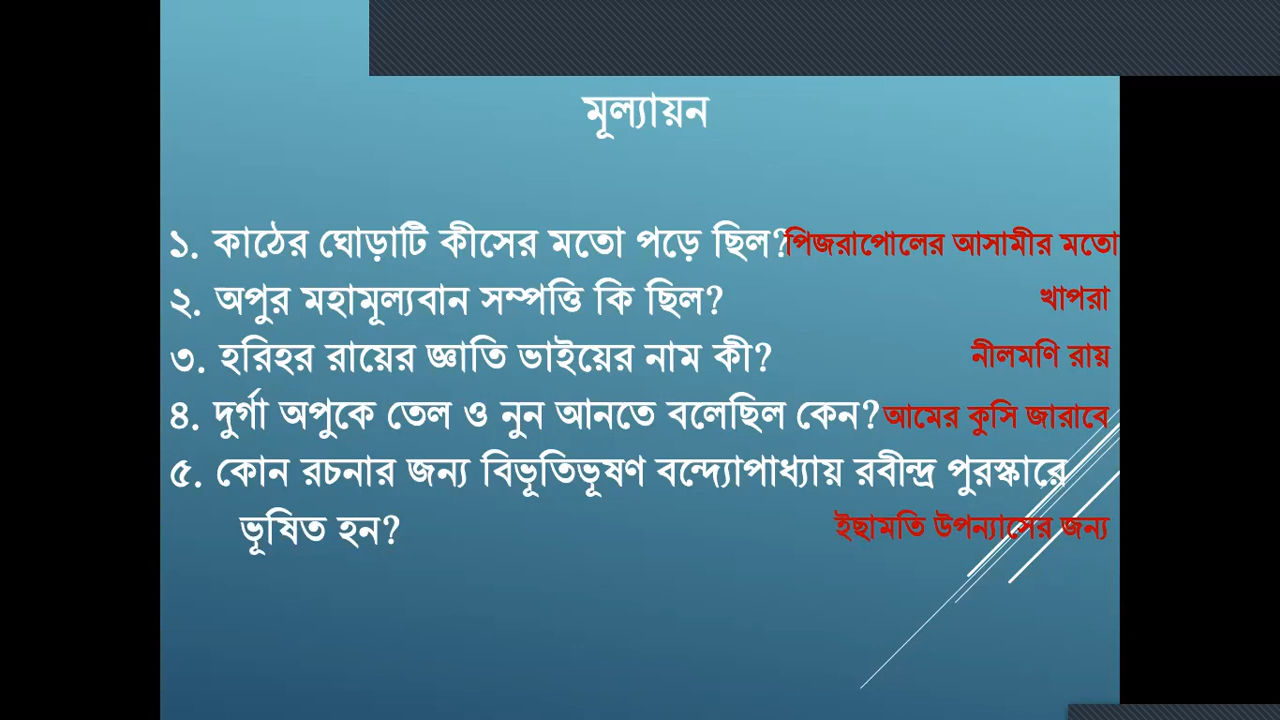 মূল্যায়ন
১. কাঠের ঘোড়াটি কীসের মতো পড়ে ছিল? পিজরাপোলের আসামীর মতো
২. অপুর মহামূল্যবান সম্পত্তি কি ছিল? খাপরা
৩. হরিহর রায়ের জ্ঞাতি ভাইয়ের নাম কী? নীলমণি রায়
৪. দুর্গা অপুকে তেল ও নুন আনতে বলেছিল কেন? আমের কুসি জারাবে
৫. কোন রচনার জন্য বিভূতিভূষণ বন্দ্যোপাধ্যায় রবীন্দ্র পুরস্কারে
ভূষিত হন? ইছামতি উপন্যাসের জন্য